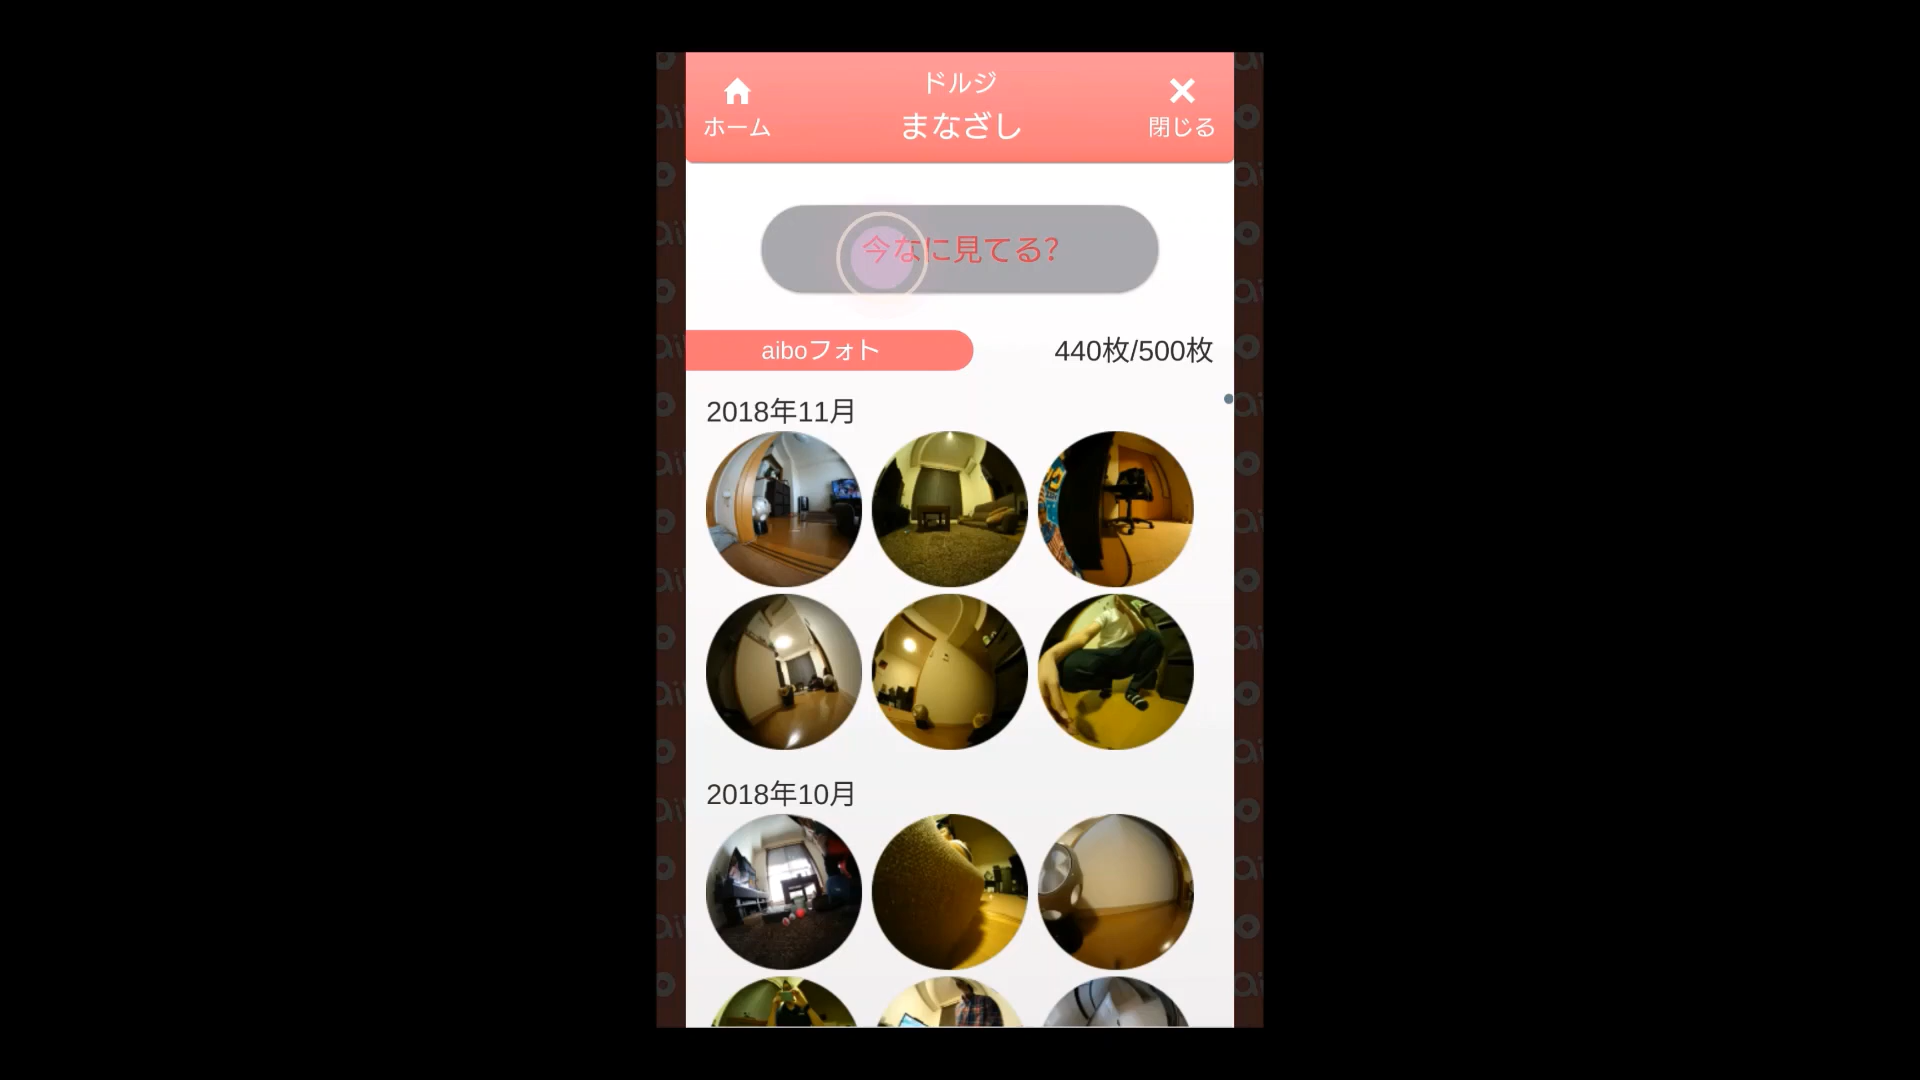 ドルジ
ホーム
まなざし
閉じる
今なに見てる?
aiboフォト
440枚/500枚
2018年11月
2018年10月